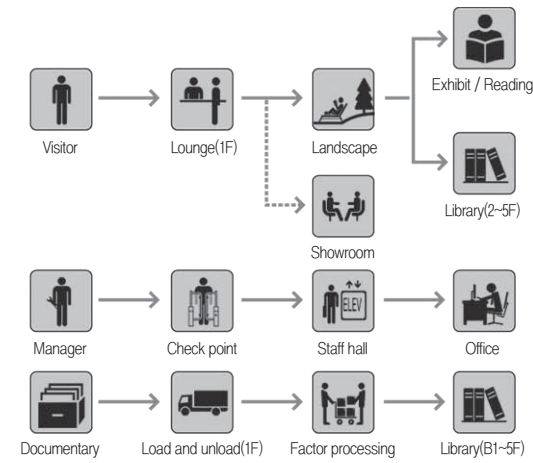 Exhibit / Reading
Visitor
Lounge(1F)
Landscape
Library(2~5F)
Showroom
ELEV
Manager
Check point
Staff hall
Office
Documentary
Load and unload(1F)
Factor processing
Library(B1~5F)